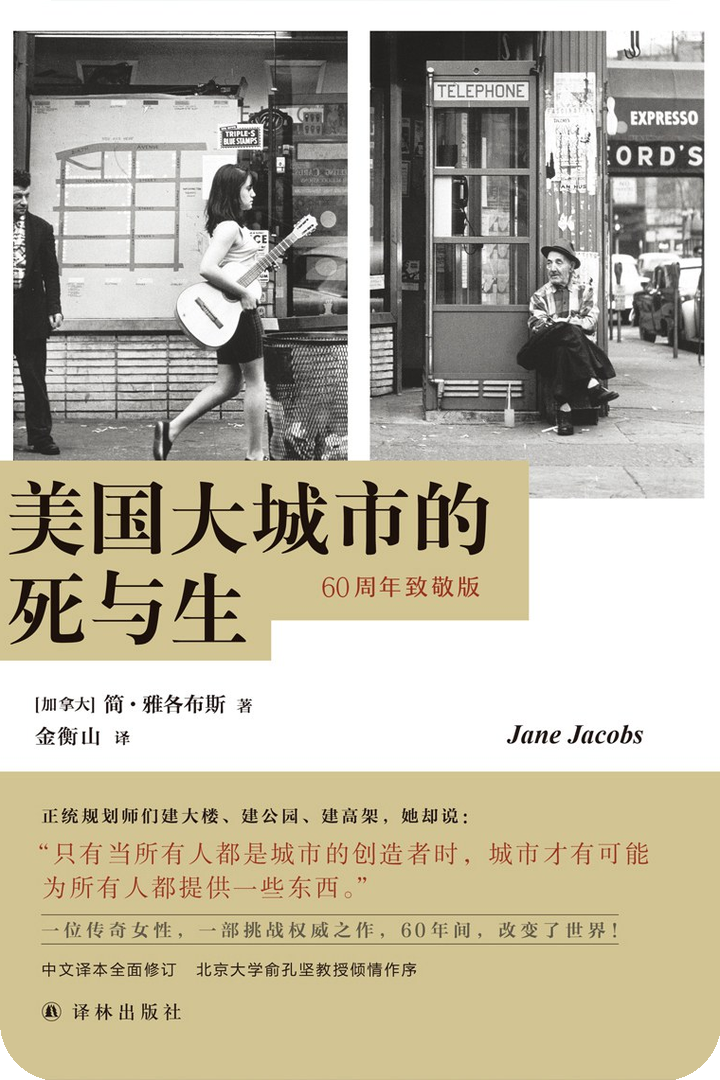 TRIPLE-S
BLUE STAMPS
TELEPHONE
EXPRESSO
ORD'S
美国大城市的
死与生
60周年致敬版
[加拿大] 简·雅各布斯 著
金衡山 译
Jane Jacobs
正统规划师们建大楼、建公园、建高架，她却说：
“只有当所有人都是城市的创造者时，城市才有可能
为所有人都提供一些东西。”
一位传奇女性，一部挑战权威之作，60年间，改变了世界！
中文译本全面修订 北京大学俞孔坚教授倾情作序
译林出版社